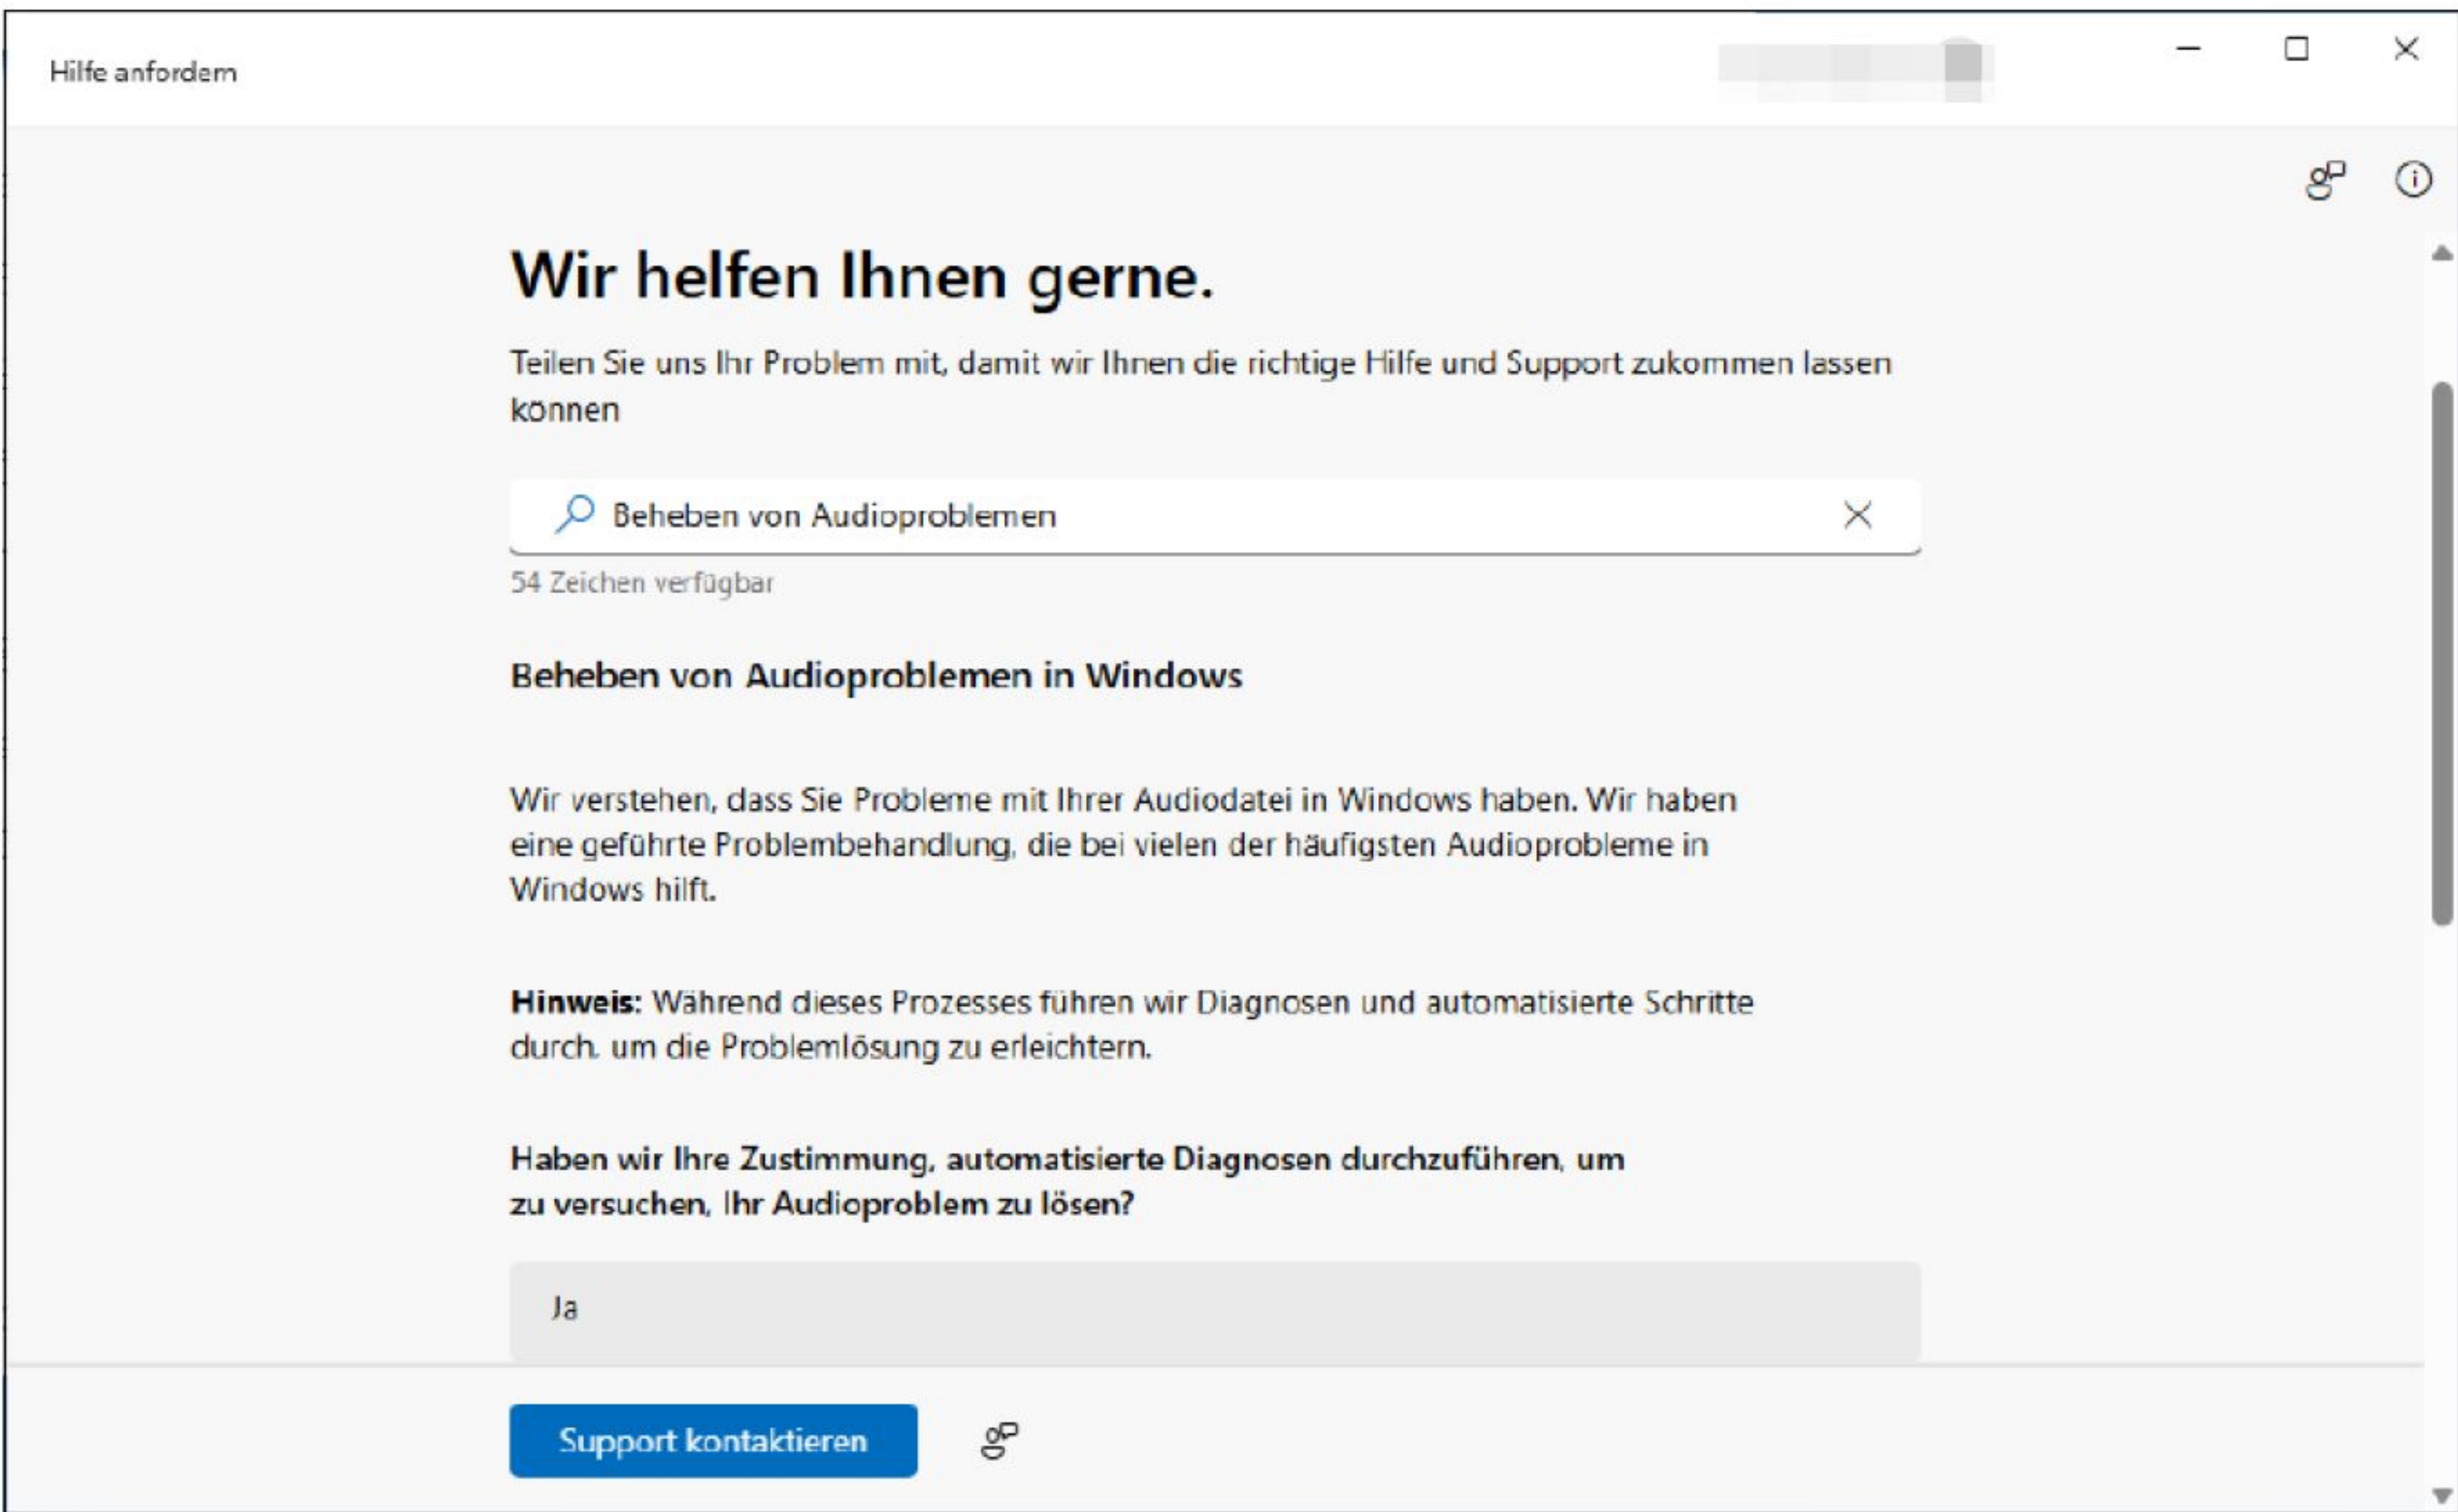 Hilfe anfordern
Wir helfen Ihnen gerne.
Teilen Sie uns Ihr Problem mit, damit wir Ihnen die richtige Hilfe und Support zukommen lassen
können
Beheben von Audioproblemen
54 Zeichen verfügbar
Beheben von Audioproblemen in Windows
Wir verstehen, dass Sie Probleme mit Ihrer Audiodatei in Windows haben. Wir haben
eine geführte Problembehandlung, die bei vielen der häufigsten Audioprobleme in
Windows hilft.
Hinweis: Während dieses Prozesses führen wir Diagnosen und automatisierte Schritte
durch, um die Problemlösung zu erleichtern.
Haben wir Ihre Zustimmung, automatisierte Diagnosen durchzuführen, um
zu versuchen, Ihr Audioproblem zu lösen?
Ja
Support kontaktieren